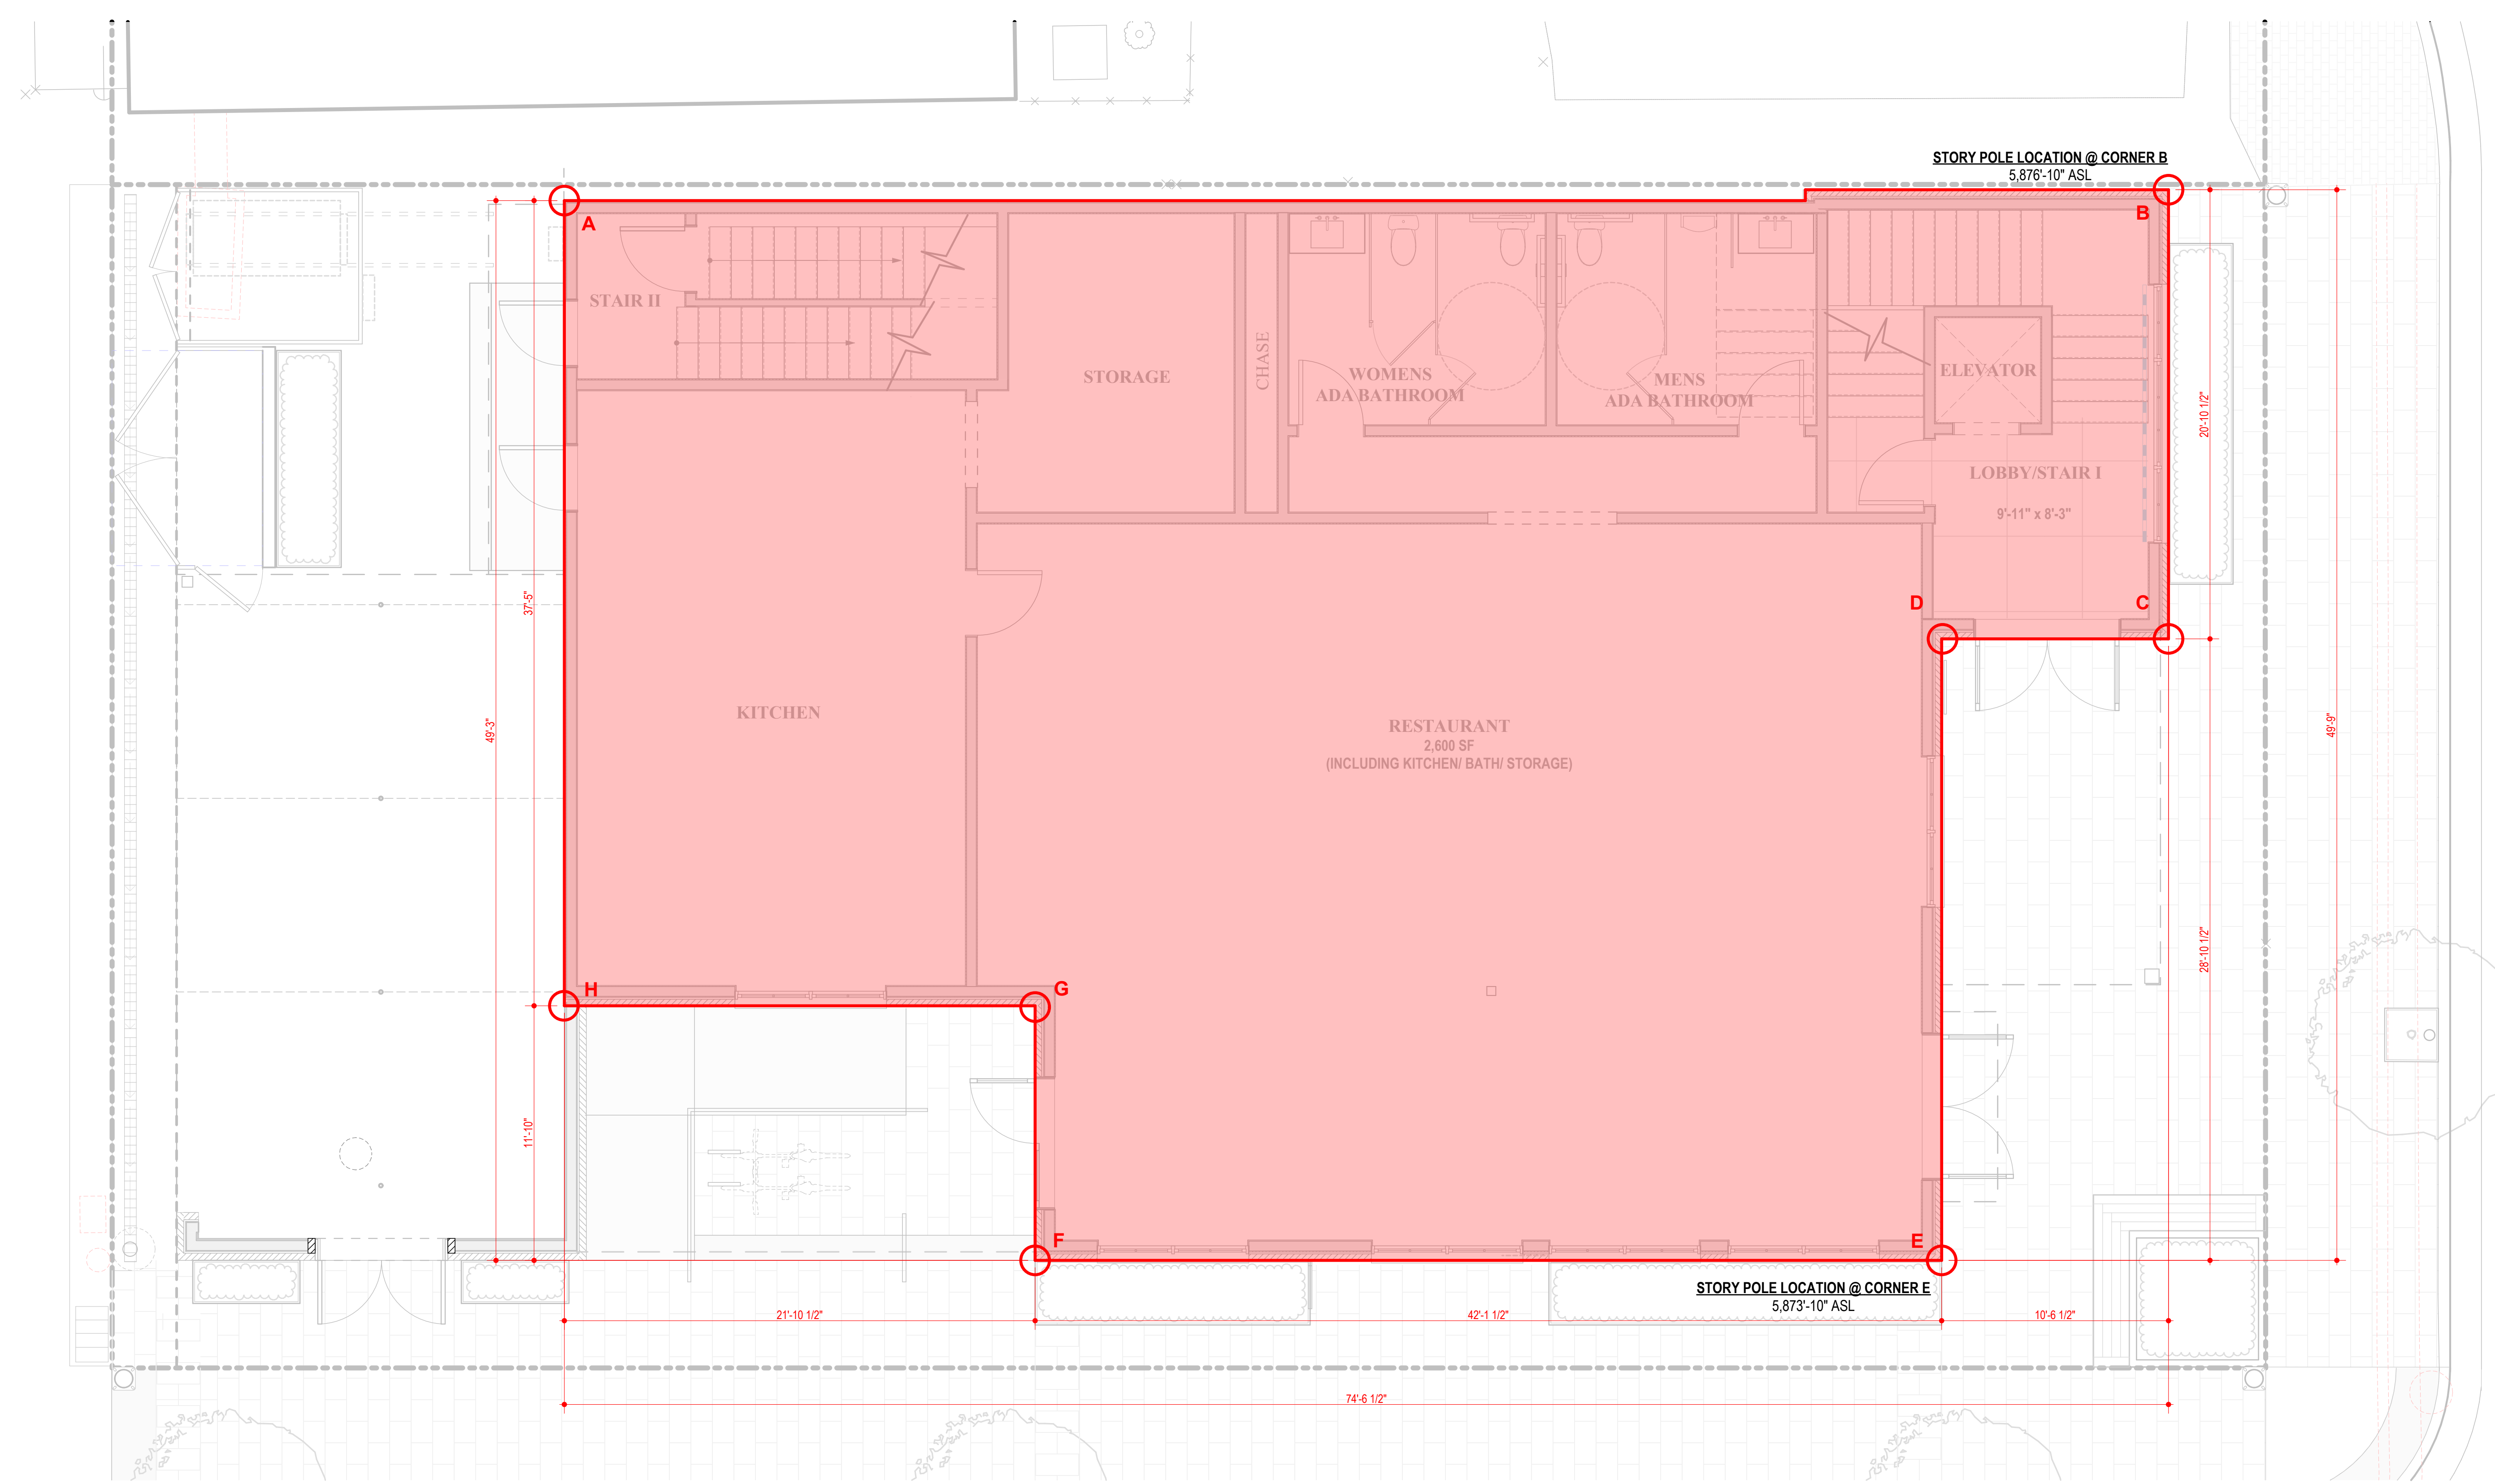 STORY POLE LOCATION @ CORNER B
5,876'-10" ASL
A
B
STAIR II
STORAGE
CHASE
WOMENS
ADA BATHROOM
MENS
ADA BATHROOM
ELEVATOR
LOBBY/STAIR I
9'-11" x 8'-3"
20'-10 1/2"
37'-5"
D
C
49'-3"
49'-9"
KITCHEN
RESTAURANT
2,600 SF
(INCLUDING KITCHEN/ BATH/ STORAGE)
28'-10 1/2"
H
G
11'-10"
F
E
STORY POLE LOCATION @ CORNER E
5,873'-10" ASL
21'-10 1/2"
42'-1 1/2"
10'-6 1/2"
74'-6 1/2"